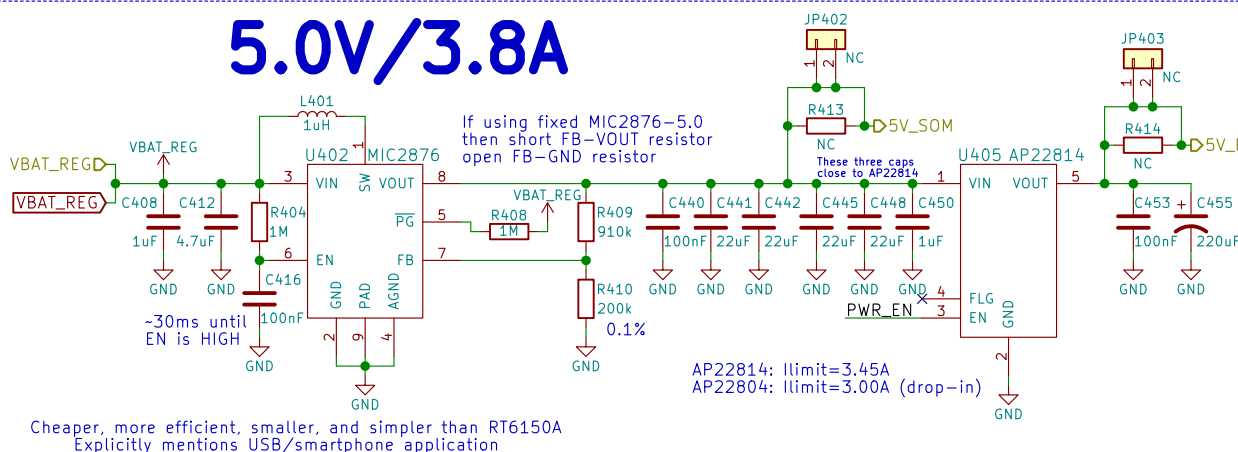 5.0V/3.8A
JP402
1
2
NC
JP403
1
2
NC
L401
1uH
If using fixed MIC2876-5.0
then short FB-VOUT resistor
open FB-GND resistor
R413
NC
5V_SOM
R414
NC
5V_
These three caps
close to AP22814
VBAT_REG
VBAT_REG
VBAT_REG
U402 MIC2876
1
3 VIN
SW
VOUT 8
PG 5
FB 7
6 EN
GND
PAD
AGND
2
9
4
GND
C408
1uF
GND
C412
4.7uF
GND
R404
1M
C416
100nF
GND
~30ms until
EN is HIGH
VBAT_REG
R408
1M
R409
910k
R410
200k
0.1%
GND
C440
100nF
GND
C441
22uF
GND
C442
22uF
GND
C445
22uF
GND
C448
22uF
GND
C450
1uF
GND
U405 AP22814
1 VIN
VOUT 5
4 FLG
3 EN
GND
2
GND
PWR_EN
C453
100nF
GND
C455
+
220uF
GND
AP22814: Ilimit=3.45A
AP22804: Ilimit=3.00A (drop-in)
Cheaper, more efficient, smaller, and simpler than RT6150A
Explicitly mentions USB/smartphone application